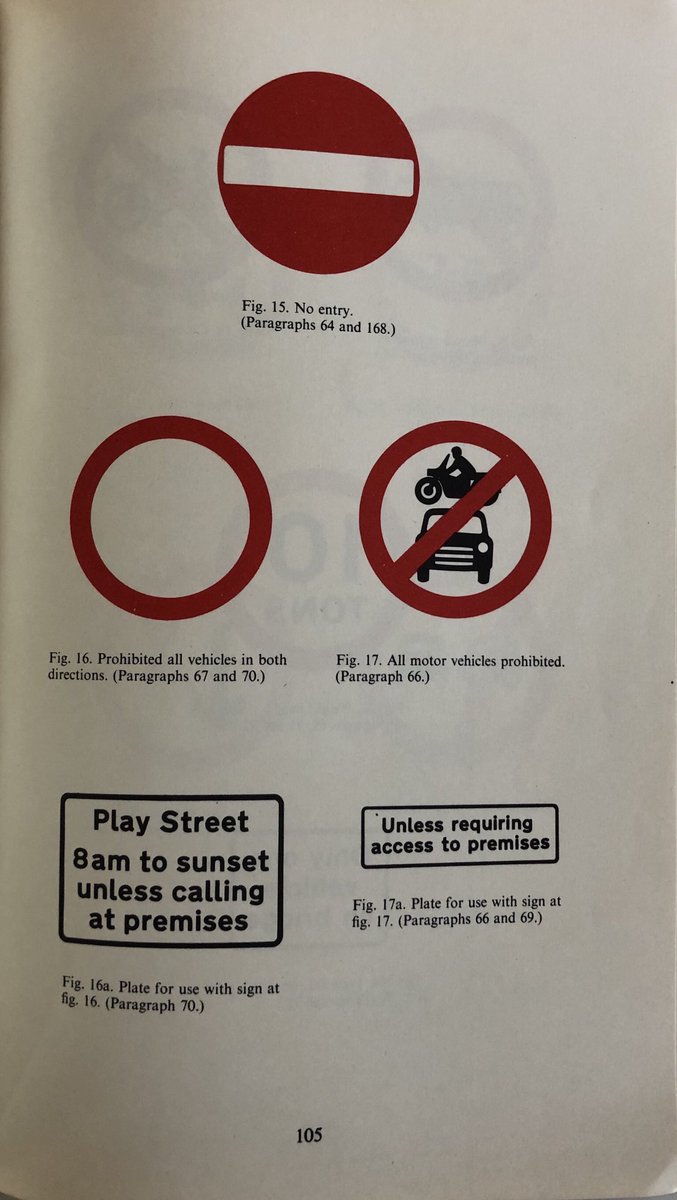 Fig. 15. No entry.
(Paragraphs 64 and 168.)
Fig. 16. Prohibited all vehicles in both
directions. (Paragraphs 67 and 70.)
Fig. 17. All motor vehicles prohibited.
(Paragraph 66.)
Play Street
8am to sunset
unless calling
at premises
Fig. 16a. Plate for use with sign at
fig. 16. (Paragraph 70.)
Unless requiring
access to premises
Fig. 17a. Plate for use with sign at
fig. 17. (Paragraphs 66 and 69.)
105